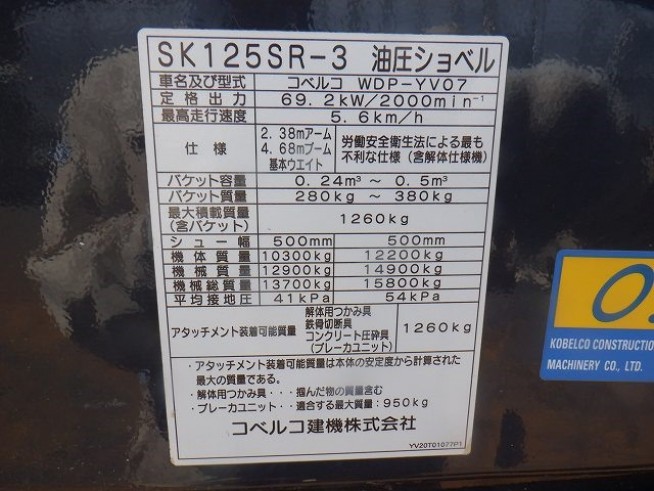 SK125SR-3 油圧ショベル
車名及び型式 コベルコ WDP-YV07
定格出力 69.2kW/2000min⁻¹
最高走行速度 5.6km/h
仕様 2.38mアーム 4.68mブーム 基本ウエイト 労働安全衛生法による最も不利な仕様(含解体仕様機)
バケット容量 0.24m³ ~ 0.5m³
バケット質量 280kg ~ 380kg
最大積載質量(含バケット) 1260kg
シュー幅 500mm 500mm
機体質量 10300kg 12200kg
機械質量 12900kg 14900kg
機械総質量 13700kg 15800kg
平均接地圧 41kPa 54kPa
アタッチメント装着可能質量 解体用つかみ具 鉄骨切断具 コンクリート圧砕具 (ブレーカユニット) 1260kg
・アタッチメント装着可能質量は本体の安定度から計算された
最大の質量である。
・解体用つかみ具・・・掴んだ物の質量含む
・ブレーカユニット・・・適合する最大質量:950kg
コベルコ建機株式会社
YV20T01077P1
KOBELCO CONSTRUCTION
MACHINERY CO., LTD.